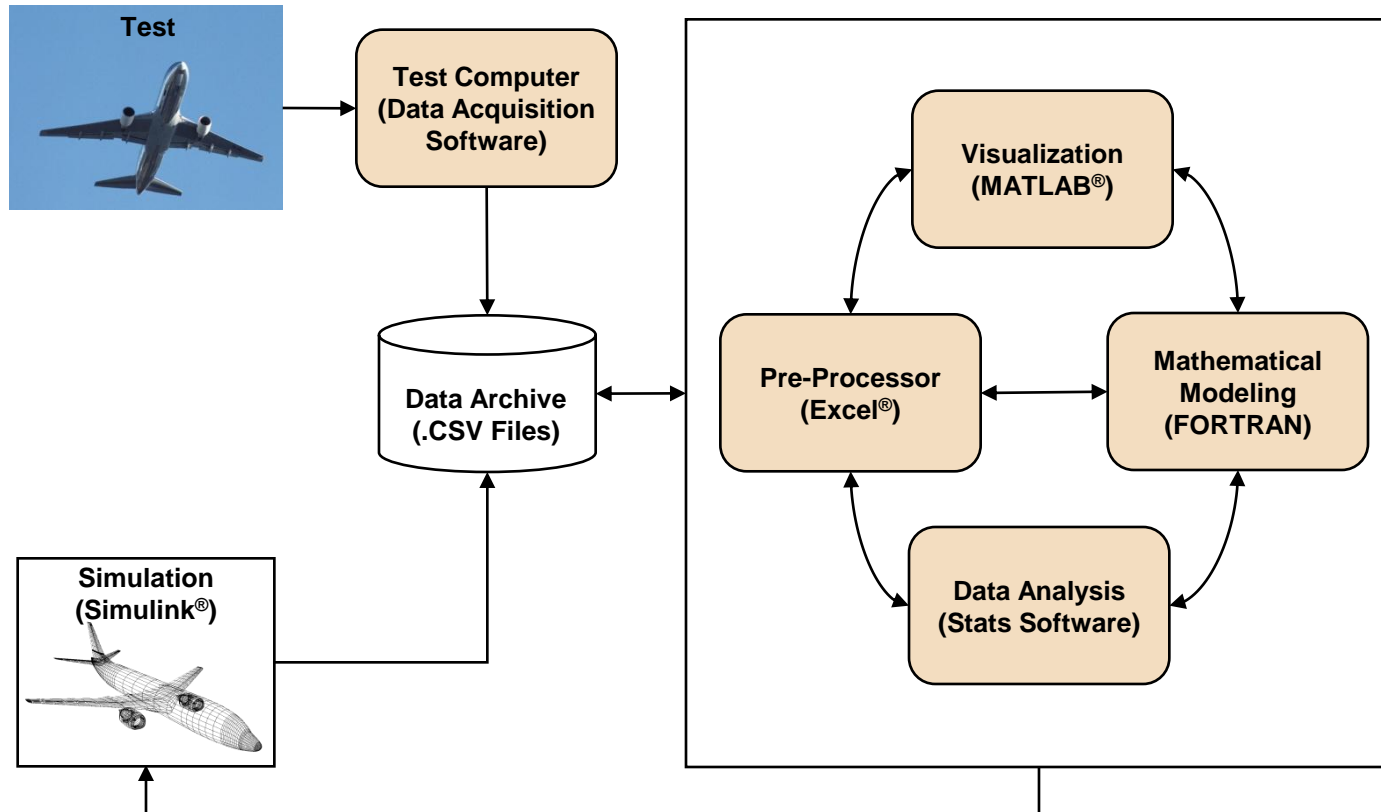 Test
Test Computer
(Data Acquisition
Software)
Visualization
(MATLAB®)
Pre-Processor
(Excel®)
Mathematical
Modeling
(FORTRAN)
Data Archive
(.CSV Files)
Data Analysis
(Stats Software)
Simulation
(Simulink®)